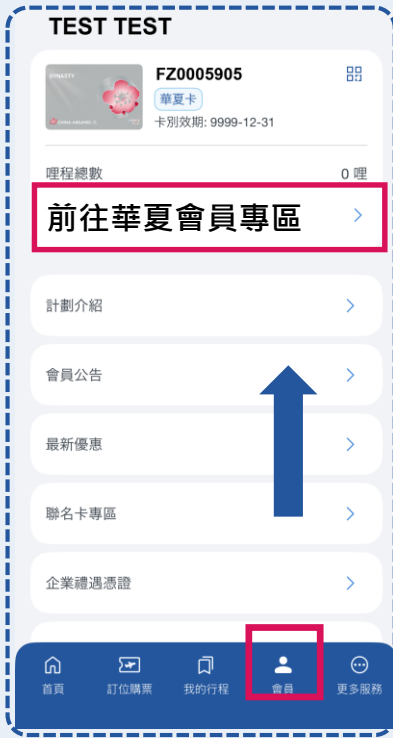 TEST TEST
DYNASTY
FZ0005905
華夏卡
卡別效期: 9999-12-31
CHINA AIRLINES
哩程總數 0 哩
前往華夏會員專區
計劃介紹
會員公告
最新優惠
聯名卡專區
企業禮遇憑證
首頁 訂位購票 我的行程 會員 更多服務